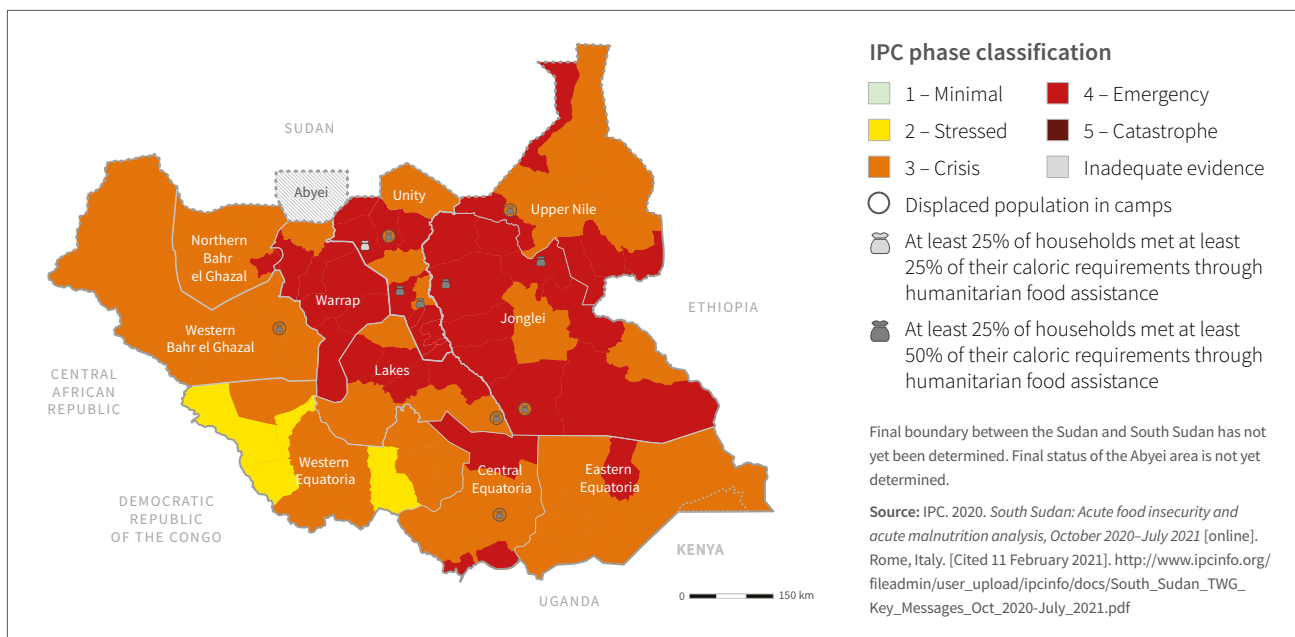 SUDAN
Abyei
Unity
Upper Nile
Northern
Bahr
el Ghazal
Warrap
ETHIOPIA
Jonglei
Western
Bahr el Ghazal
CENTRAL
AFRICAN
REPUBLIC
Lakes
Western
Equatoria
Central
Equatoria
Eastern
Equatoria
DEMOCRATIC
REPUBLIC
OF THE CONGO
KENYA
UGANDA
0 150 km
IPC phase classification
1 – Minimal
4 – Emergency
2 – Stressed
5 – Catastrophe
3 – Crisis
Inadequate evidence
Displaced population in camps
At least 25% of households met at least
25% of their caloric requirements through
humanitarian food assistance
At least 25% of households met at least
50% of their caloric requirements through
humanitarian food assistance
Final boundary between the Sudan and South Sudan has not
yet been determined. Final status of the Abyei area is not yet
determined.
Source: IPC. 2020. South Sudan: Acute food insecurity and
acute malnutrition analysis, October 2020–July 2021 [online].
Rome, Italy. [Cited 11 February 2021]. http://www.ipcinfo.org/
fileadmin/user_upload/ipcinfo/docs/South_Sudan_TWG_
Key_Messages_Oct_2020-July_2021.pdf